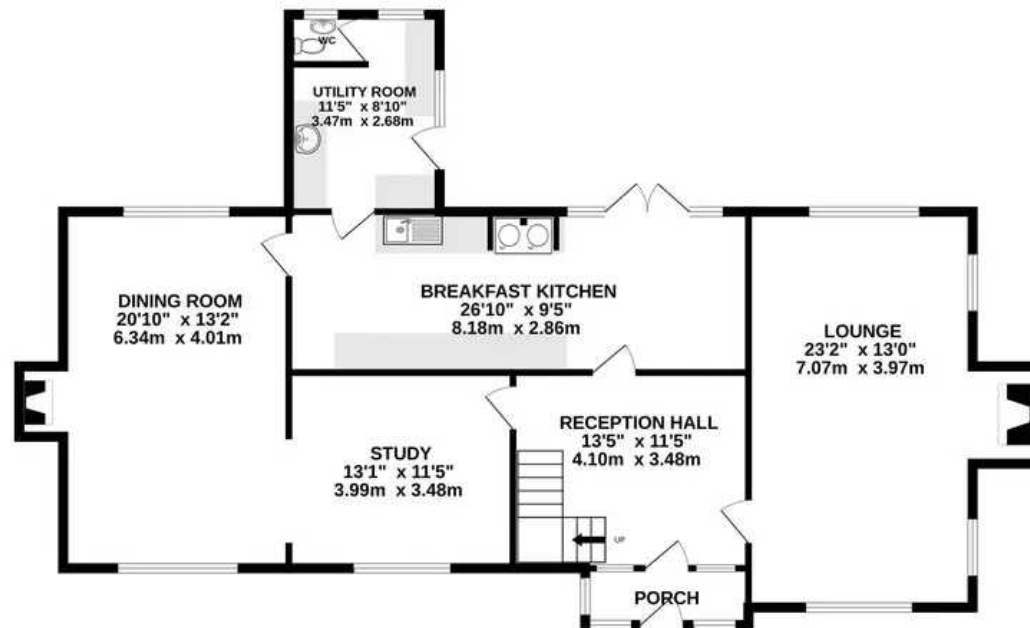 WC
UTILITY ROOM
11'5" x 8'10"
3.47m x 2.68m
DINING ROOM
20'10" x 13'2"
6.34m x 4.01m
BREAKFAST KITCHEN
26'10" x 9'5"
8.18m x 2.86m
LOUNGE
23'2" x 13'0"
7.07m x 3.97m
STUDY
13'1" x 11'5"
3.99m x 3.48m
RECEPTION HALL
13'5" x 11'5"
4.10m x 3.48m
UP
PORCH